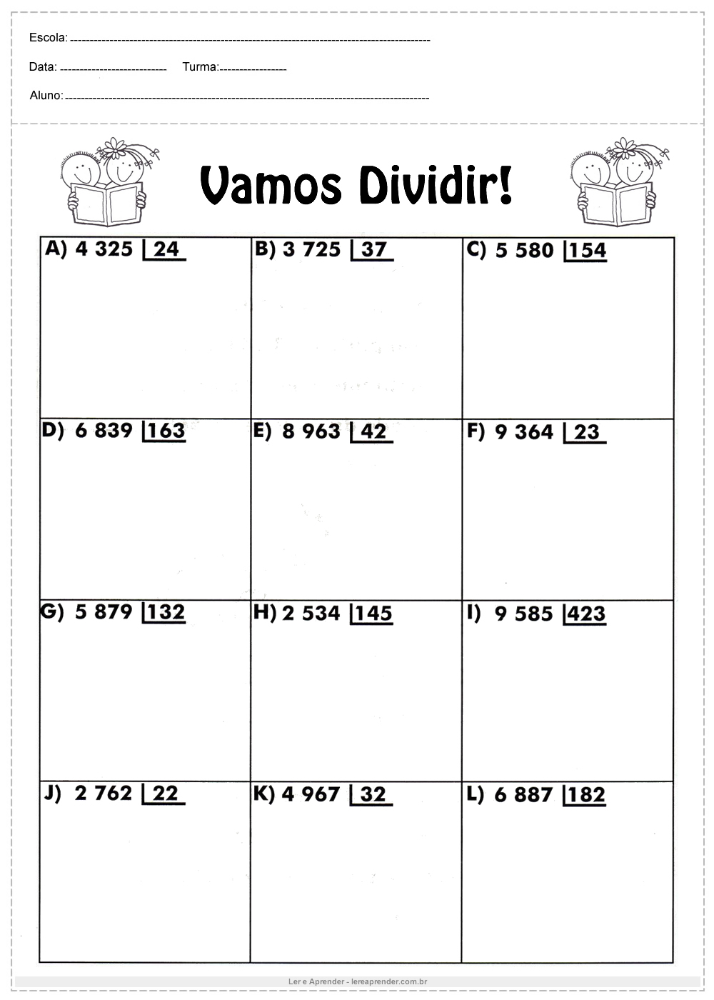 Escola:
Data: Turma:
Aluno:
Vamos Dividir!
A) 4 325 24
B) 3 725 37
C) 5 580 154
D) 6 839 163
E) 8 963 42
F) 9 364 23
G) 5 879 132
H) 2 534 145
I) 9 585 423
J) 2 762 22
K) 4 967 32
L) 6 887 182
Ler e Aprender - lereaprender.com.br